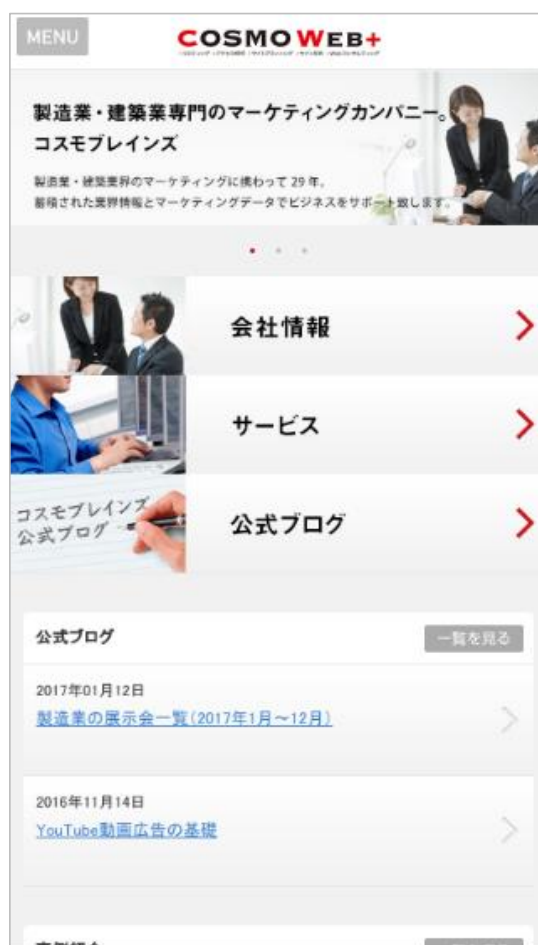 MENU
COSMO WEB+
製造業・建築業専門のマーケティングカンパニー。
コスモブレインズ
製造業・建築業界のマーケティングに携わって 29 年。
蓄積された業界情報とマーケティングデータでビジネスをサポート致します。
会社情報
サービス
コスモブレインズ
公式ブログ
公式ブログ
公式ブログ
一覧を見る
2017年01月12日
製造業の展示会一覧(2017年1月～12月)
2016年11月14日
YouTube動画広告の基礎